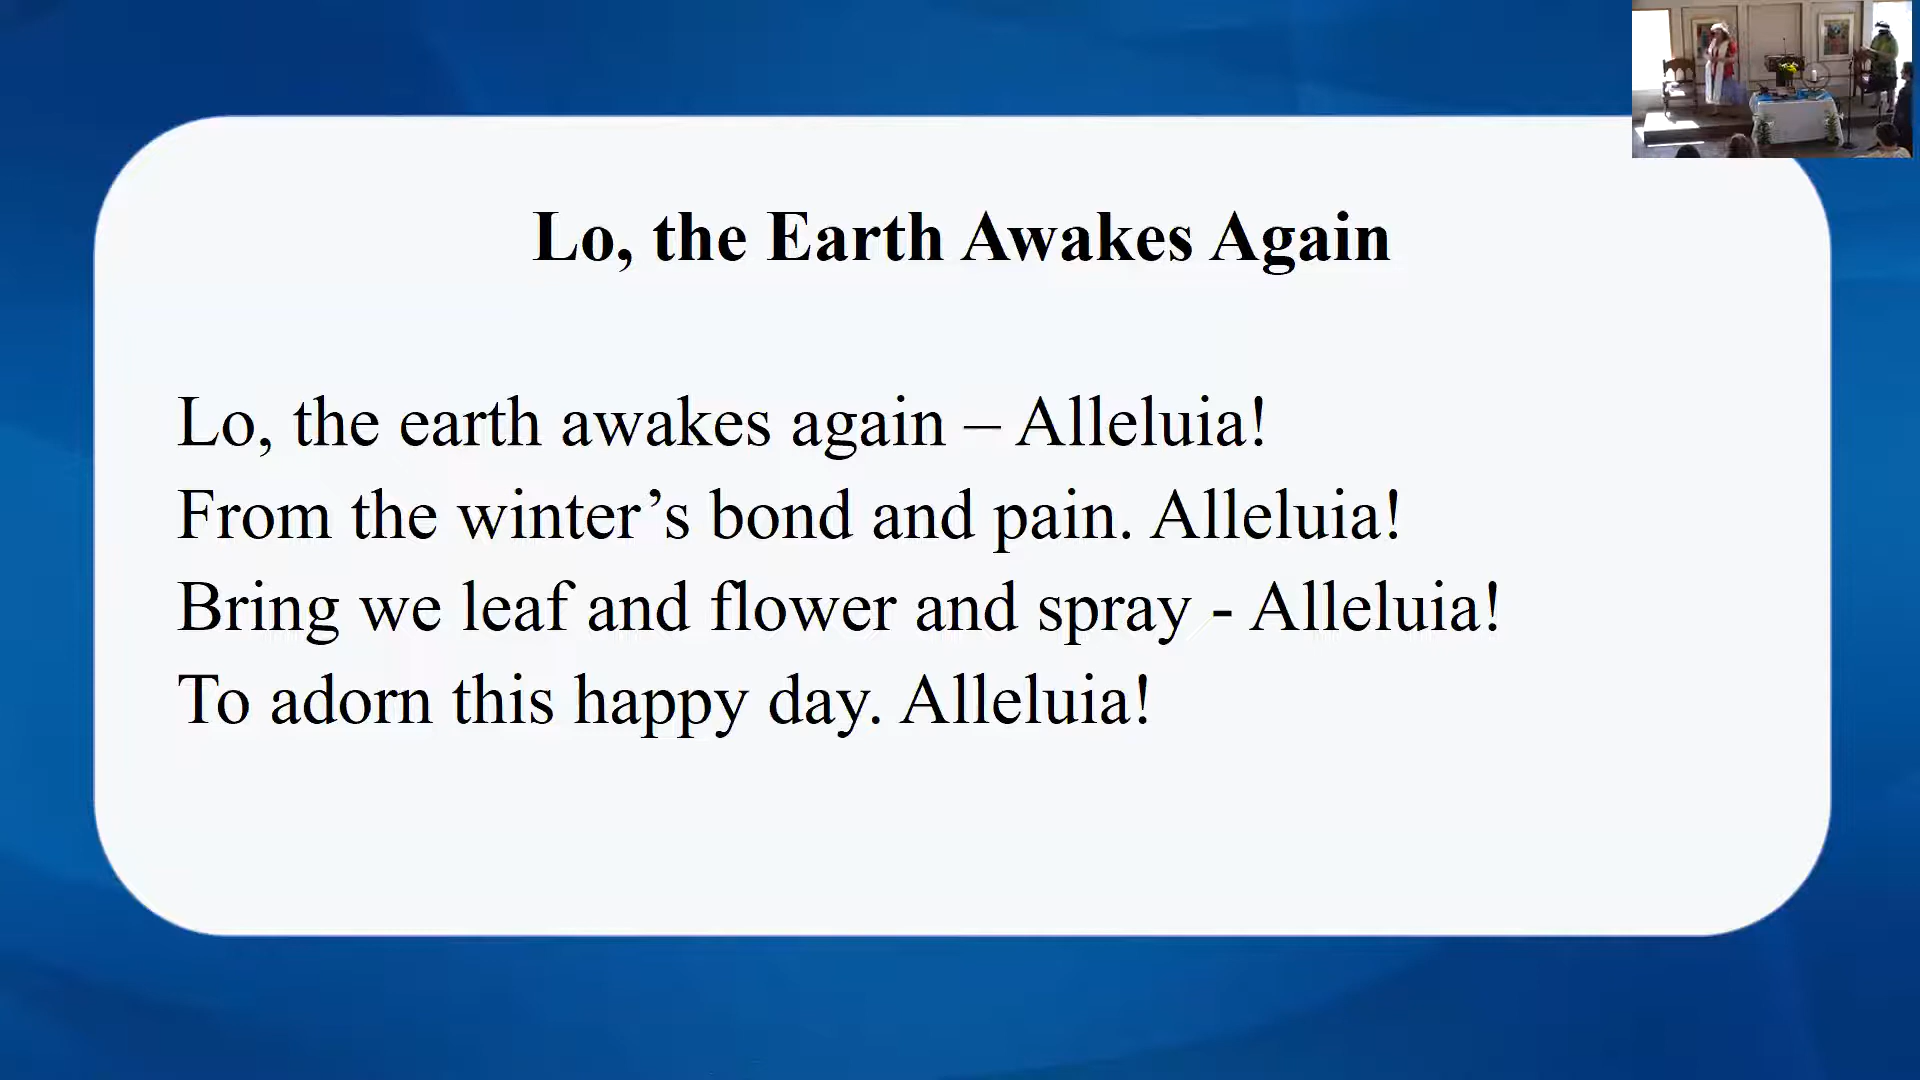 Lo, the Earth Awakes Again
Lo, the earth awakes again – Alleluia!
From the winter’s bond and pain. Alleluia!
Bring we leaf and flower and spray - Alleluia!
To adorn this happy day. Alleluia!